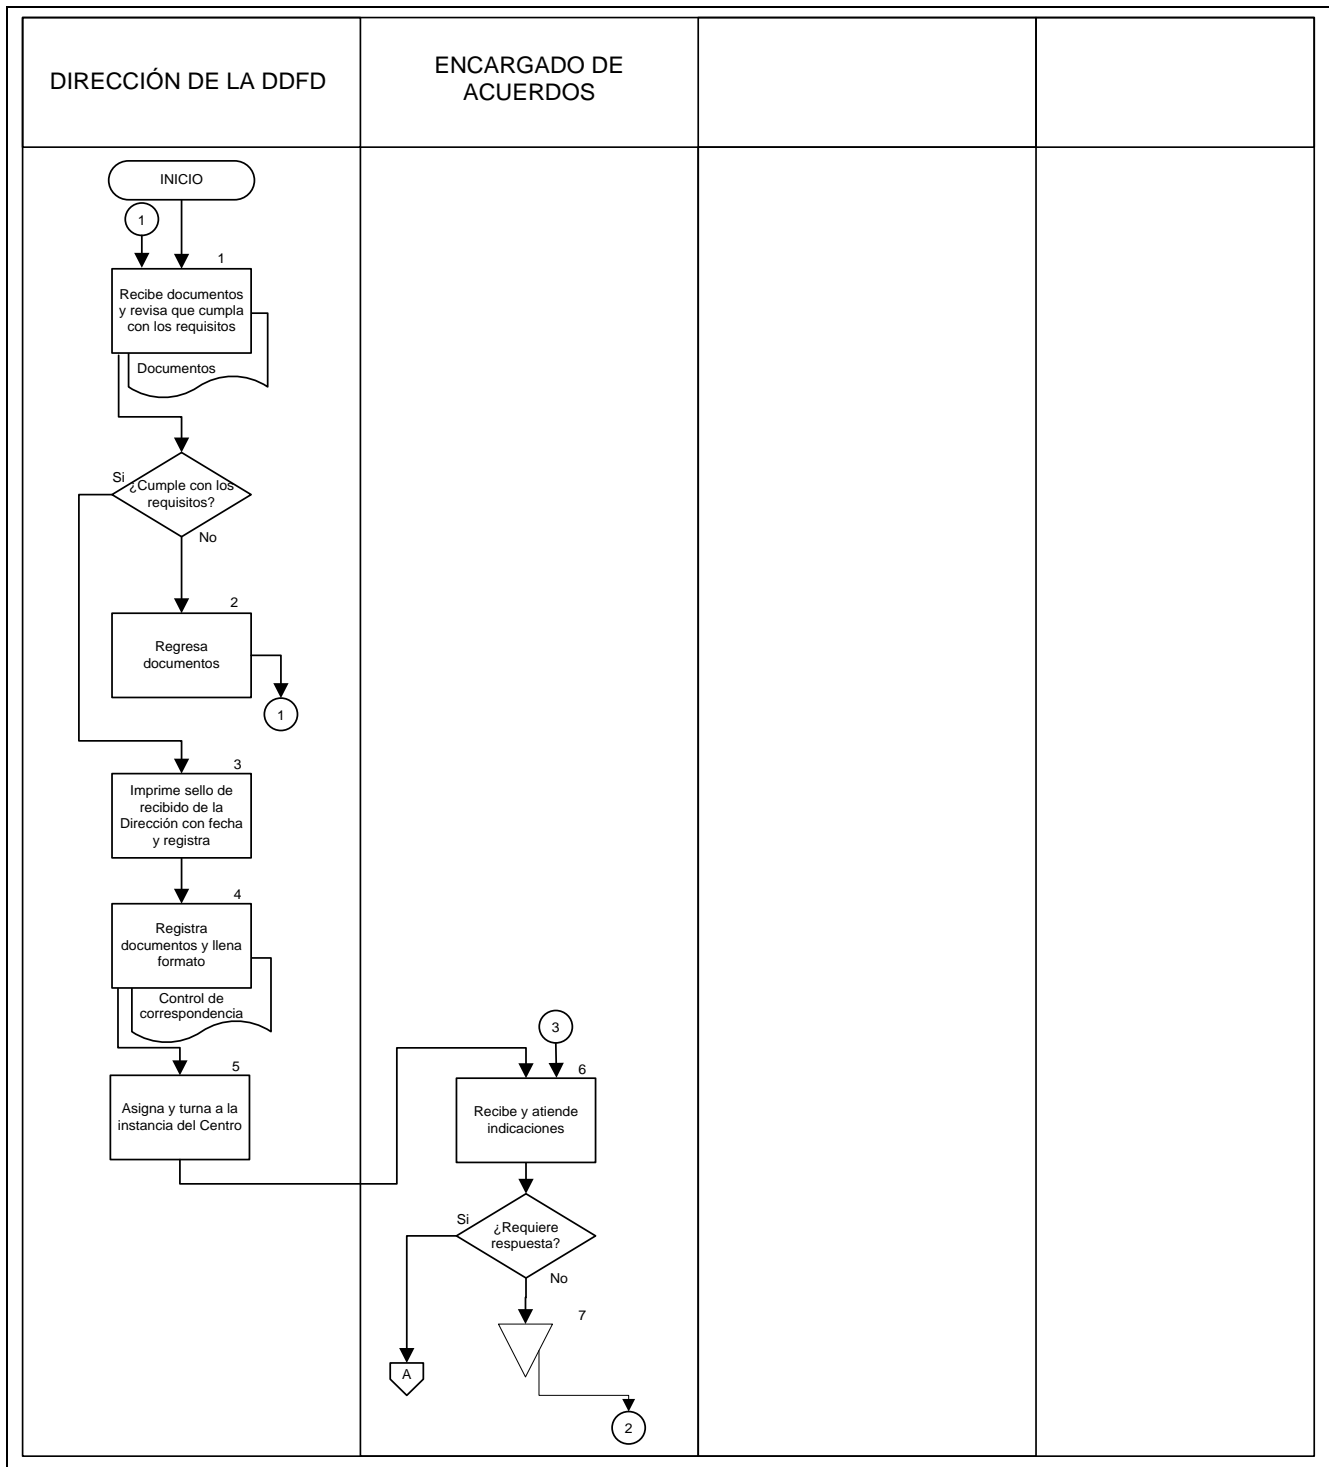 DIRECCIÓN DE LA DDFD
ENCARGADO DE
ACUERDOS
INICIO
1
1
Recibe documentos
y revisa que cumpla
con los requisitos
Documentos
Si
¿Cumple con los
requisitos?
No
2
Regresa
documentos
1
3
Imprime sello de
recibido de la
Dirección con fecha
y registra
4
Registra
documentos y llena
formato
Control de
correspondencia
5
Asigna y turna a la
instancia del Centro
3
6
Recibe y atiende
indicaciones
Si
¿Requiere
respuesta?
No
7
A
2